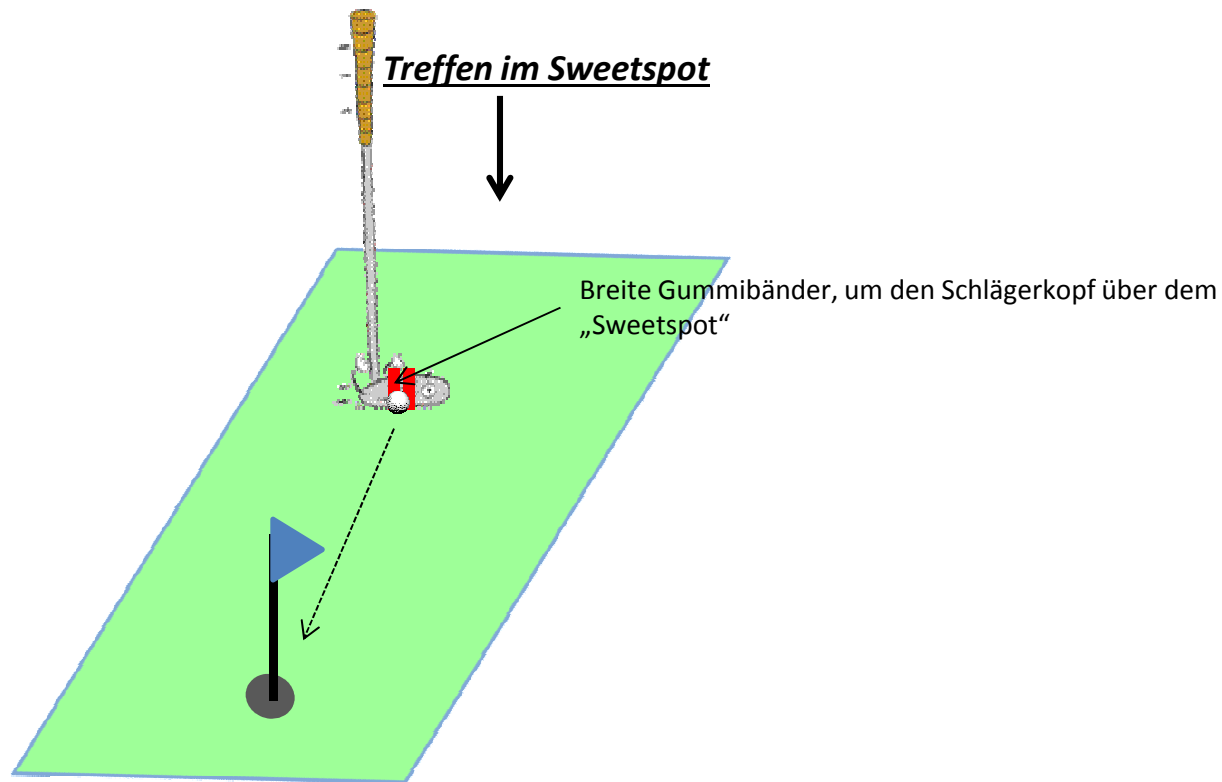 Treffen im Sweetspot
Breite Gummibänder, um den Schlägerkopf über dem
„Sweetspot“